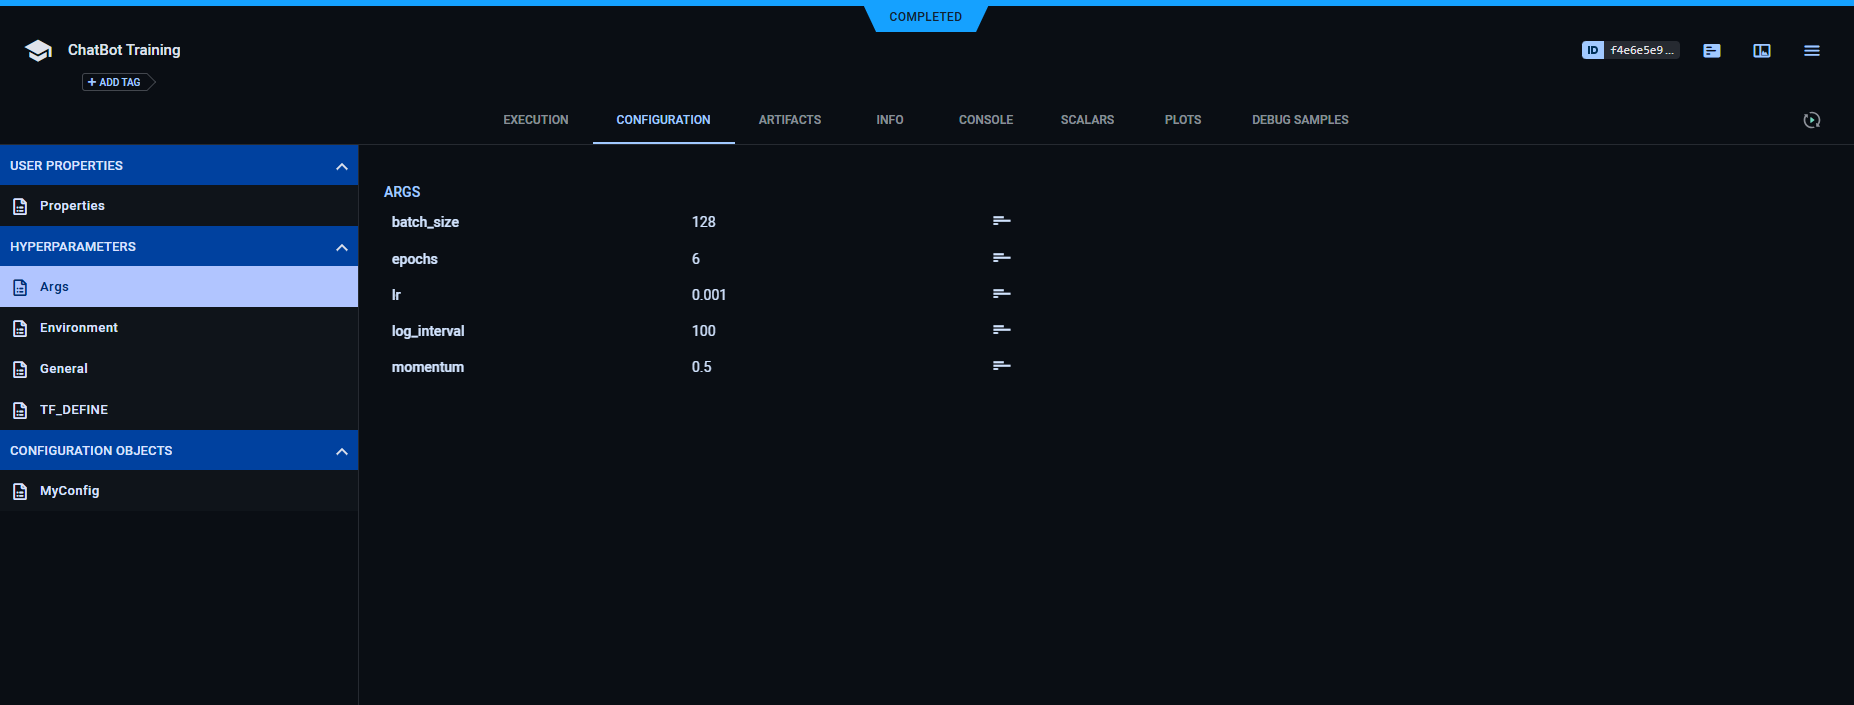 COMPLETED
ChatBot Training
ID f4e6e5e9...
+ ADD TAG
EXECUTION CONFIGURATION ARTIFACTS INFO CONSOLE SCALARS PLOTS DEBUG SAMPLES
USER PROPERTIES
Properties
HYPERPARAMETERS
Args
Environment
General
TF_DEFINE
CONFIGURATION OBJECTS
MyConfig
ARGS
batch_size 128
epochs 6
lr 0.001
log_interval 100
momentum 0.5